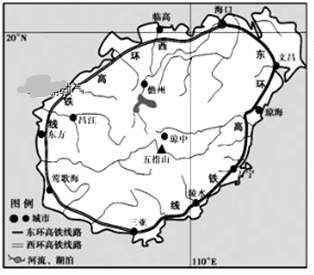 海口
临高
20°N
西
环
高
铁
线
东
环
高
铁
线
文昌
儋州
昌江
东方
琼海
琼中
五指山
莺歌海
陵水
三亚
图例
城市
东环高铁线路
西环高铁线路
河流、湖泊
110°E